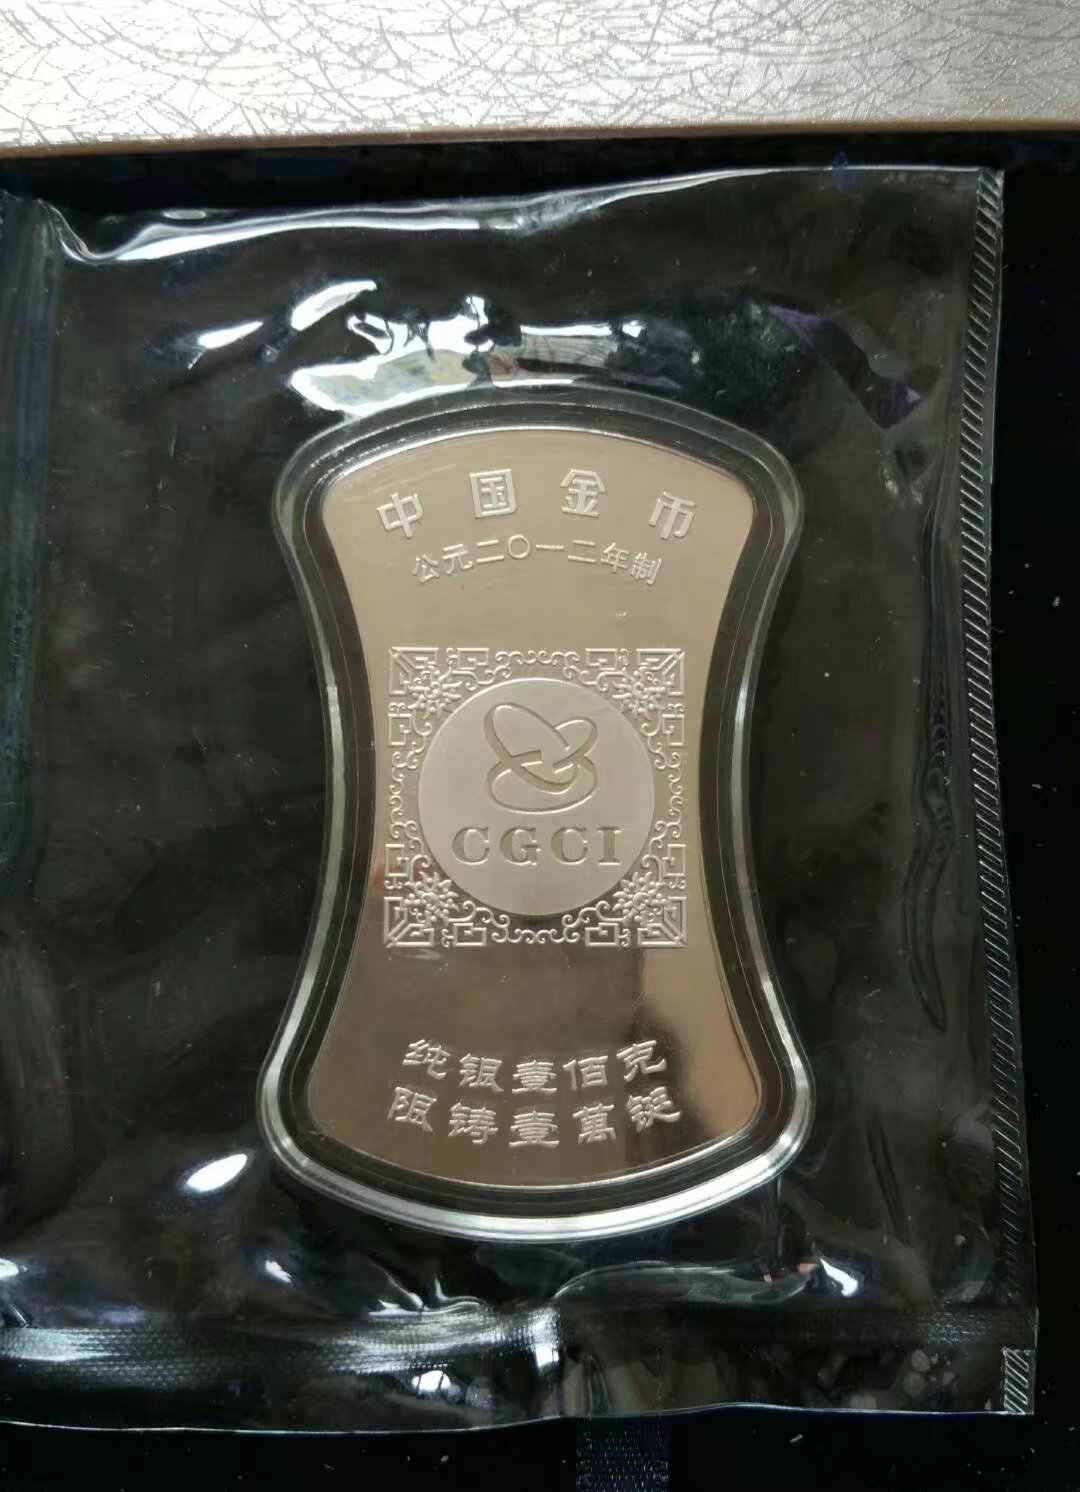 中国金币
公元二〇一二年制
CGCI
纯银壹佰克
限铸壹萬锭